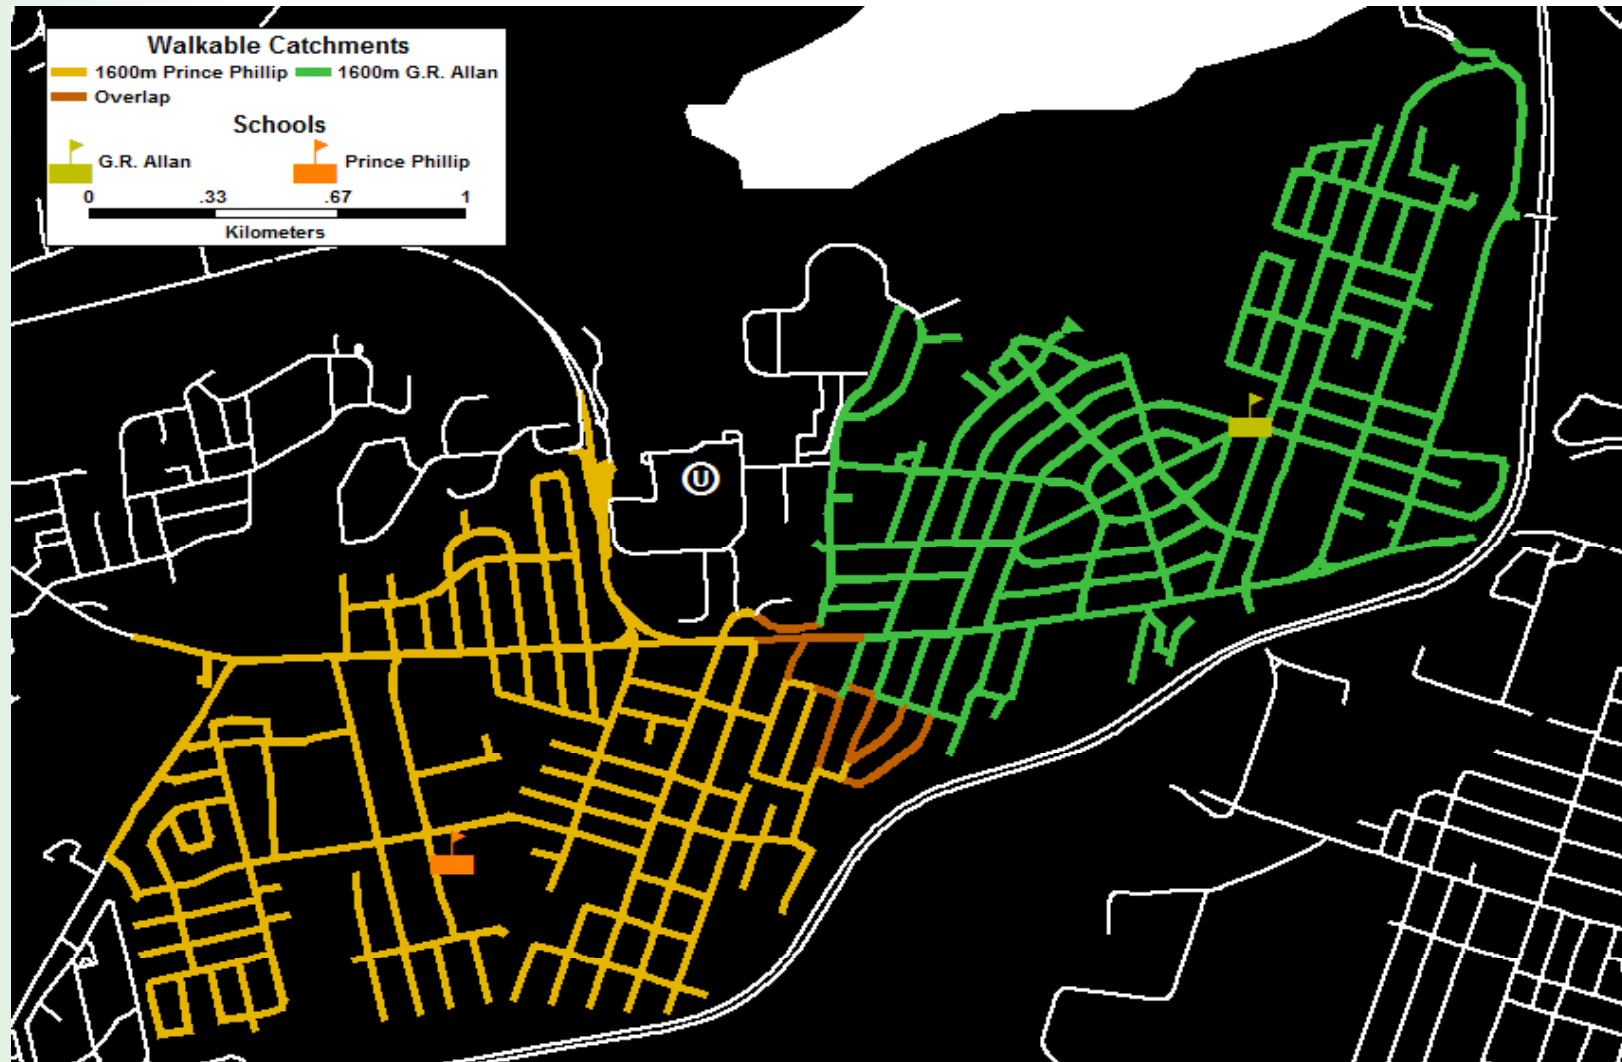 Walkable Catchments
1600m Prince Phillip 1600m G.R. Allan
Overlap
Schools
G.R. Allan Prince Phillip
0 .33 .67 1
Kilometers
U